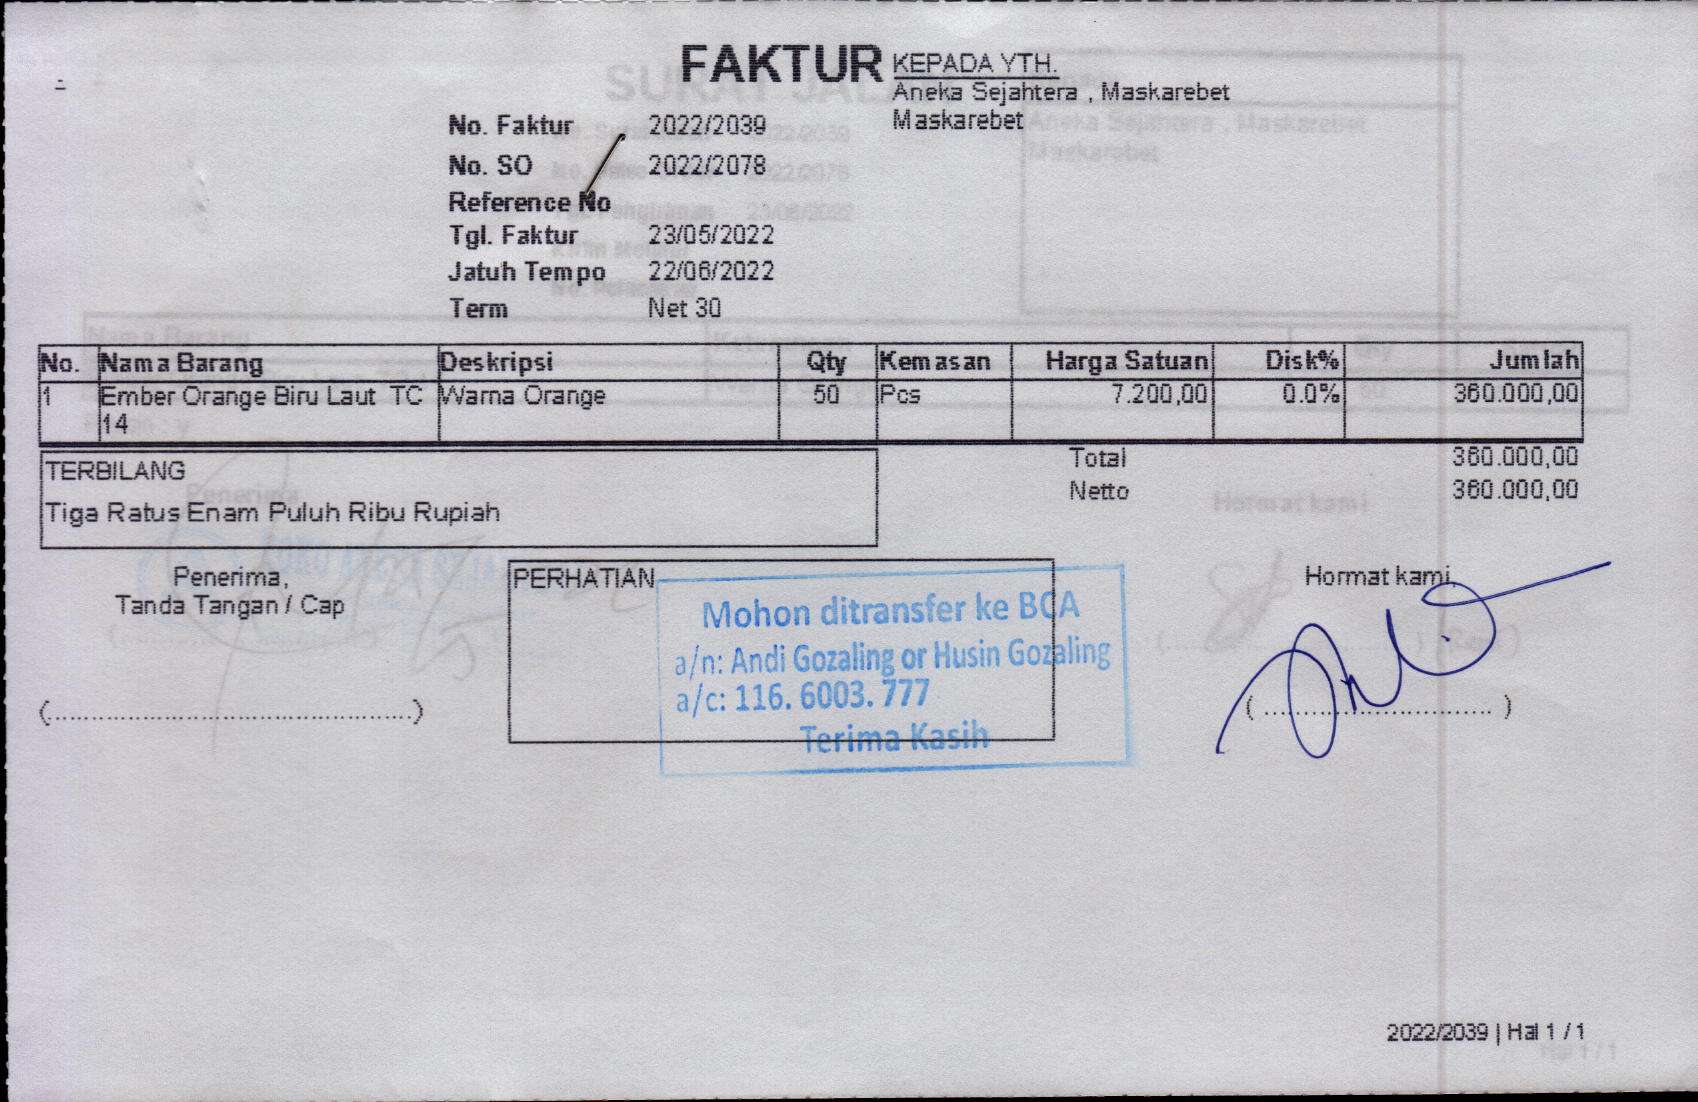 FAKTUR
KEPADA YTH.
Aneka Sejahtera , Maskarebet
Maskarebet
No. Faktur 2022/2039
No. SO 2022/2078
Reference No
Tgl. Faktur 23/05/2022
Jatuh Tempo 22/06/2022
Term Net 30
No. Nama Barang Deskripsi Qty Kemasan Harga Satuan Disk% Jumlah
1 Ember Orange Biru Laut TC Warna Orange 50 Pcs 7.200,00 0.0% 360.000,00
14
Total 360.000,00
Netto 360.000,00
TERBILANG
Tiga Ratus Enam Puluh Ribu Rupiah
Penerima,
Tanda Tangan / Cap
(..............................................)
PERHATIAN
Mohon ditransfer ke BCA
a/n: Andi Gozaling or Husin Gozaling
a/c: 116. 6003. 777
Terima Kasih
Hormat kami,
( .............................. )
2022/2039 | Hal 1 / 1